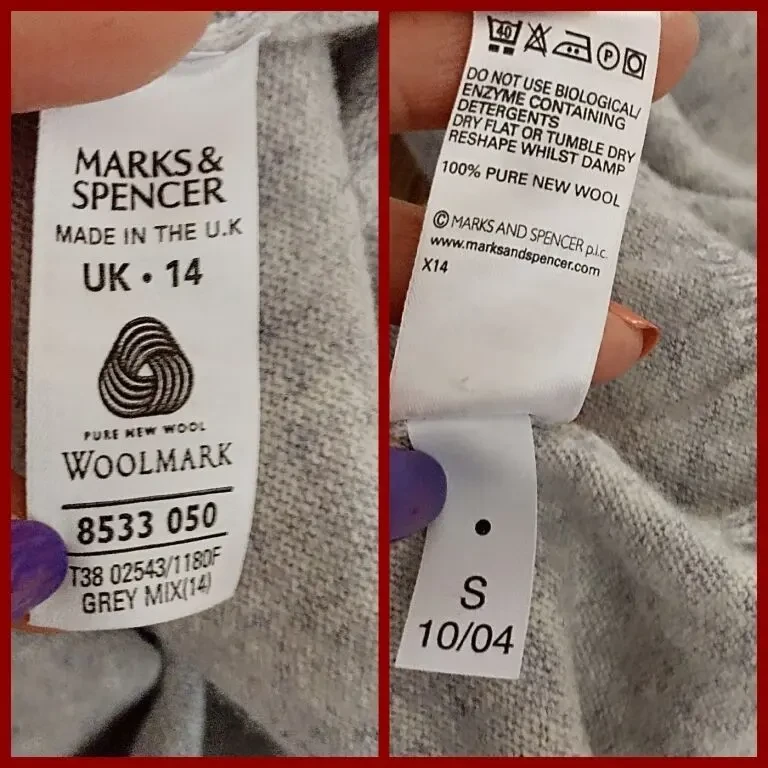 MARKS &
SPENCER
MADE IN THE U.K
UK • 14
PURE NEW WOOL
WOOLMARK
8533 050
T38 02543/1180F
GREY MIX(14)
40
P
DO NOT USE BIOLOGICAL/
ENZYME CONTAINING
DETERGENTS
DRY FLAT OR TUMBLE DRY
RESHAPE WHILST DAMP
100% PURE NEW WOOL
© MARKS AND SPENCER p.l.c.
www.marksandspencer.com
X14
•
S
10/04